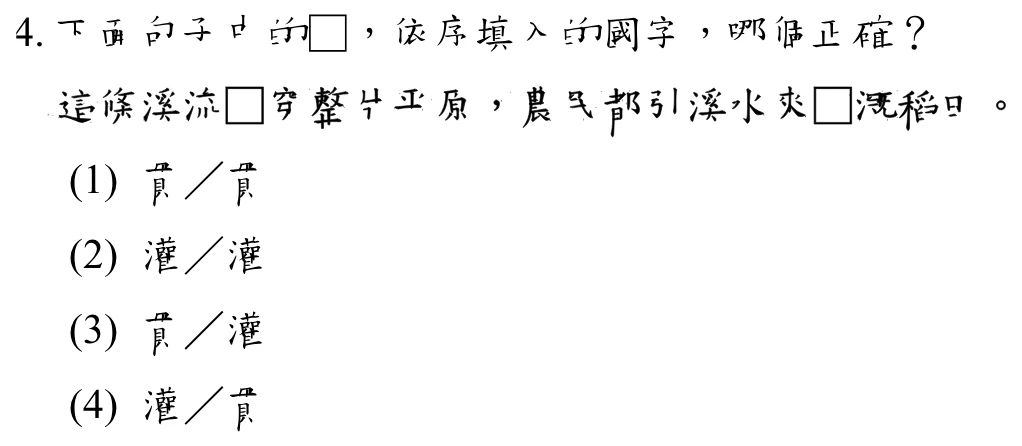 4. 下面句子中的□，依序填入的國字，哪個正確？
這條溪流□穿整片平原，農民都引溪水來□溉稻田。
(1) 貫／貫
(2) 灌／灌
(3) 貫／灌
(4) 灌／貫